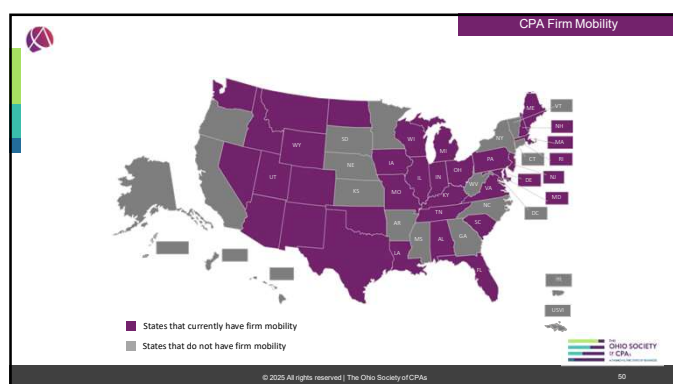 CPA Firm Mobility
VT
ME
NH
NY
MA
WI
SD
RI
WY
MI
CT
PA
NJ
IA
NE
OH
DE
IL
IN
UT
WV
MD
VA
KS
MO
KY
DC
NC
TN
AR
SC
MS
AL
GA
LA
FL
PR
USVI
States that currently have firm mobility
States that do not have firm mobility
THE
OHIO SOCIETY
OF CPAs
© 2025 All rights reserved | The Ohio Society of CPAs
50